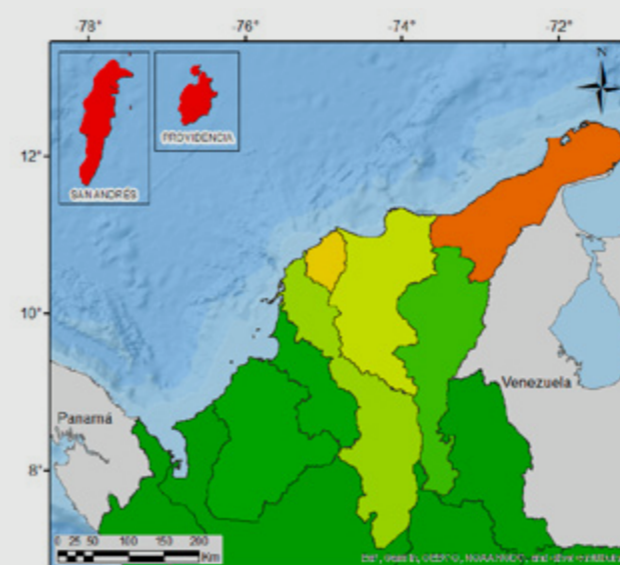 -78° -76° -74° -72°
N
SAN ANDRÉS
PROVIDENCIA
12°
10°
8°
Venezuela
Panamá
0 25 50 100 150 200
Km